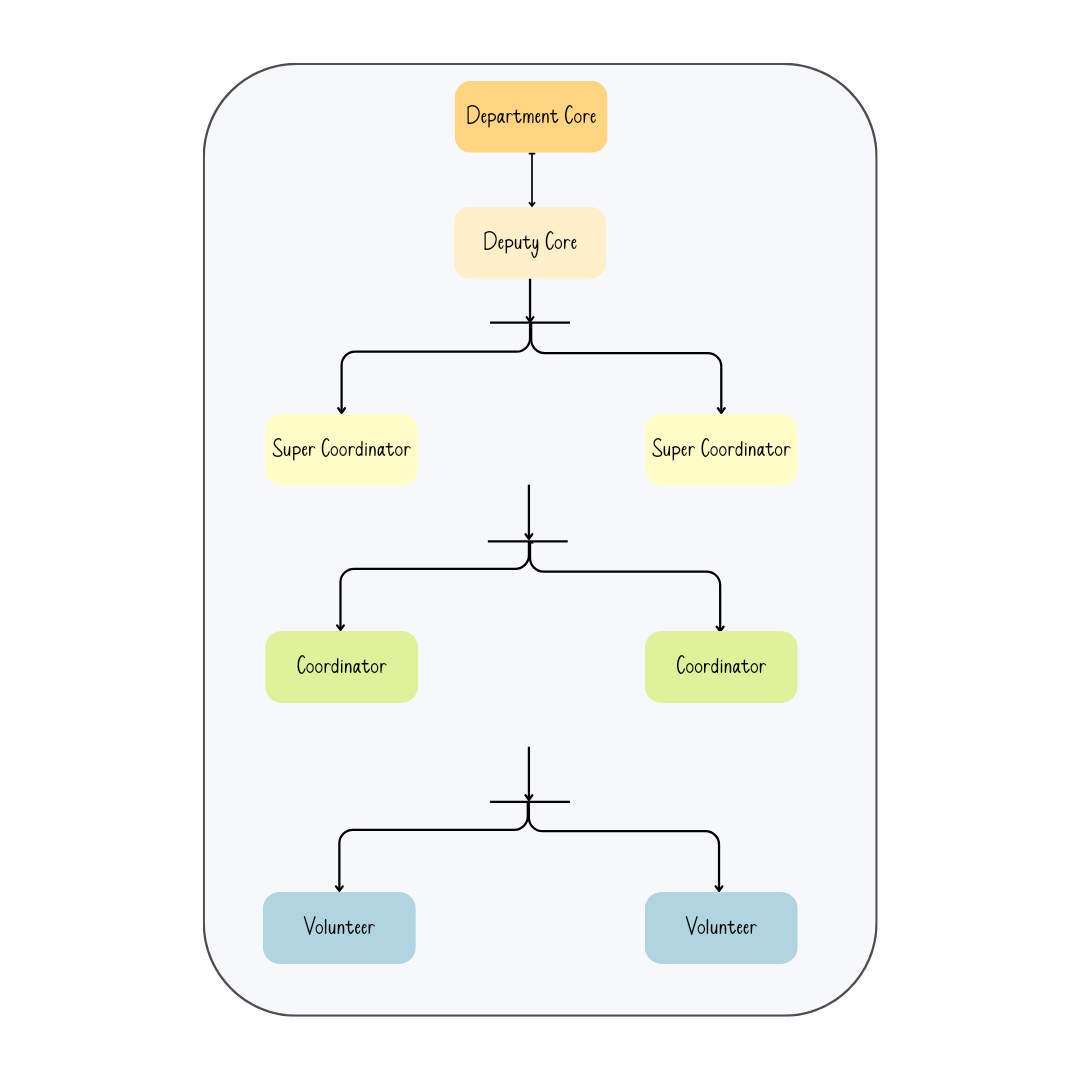 Department Core
Deputy Core
Super Coordinator
Super Coordinator
Coordinator
Coordinator
Volunteer
Volunteer